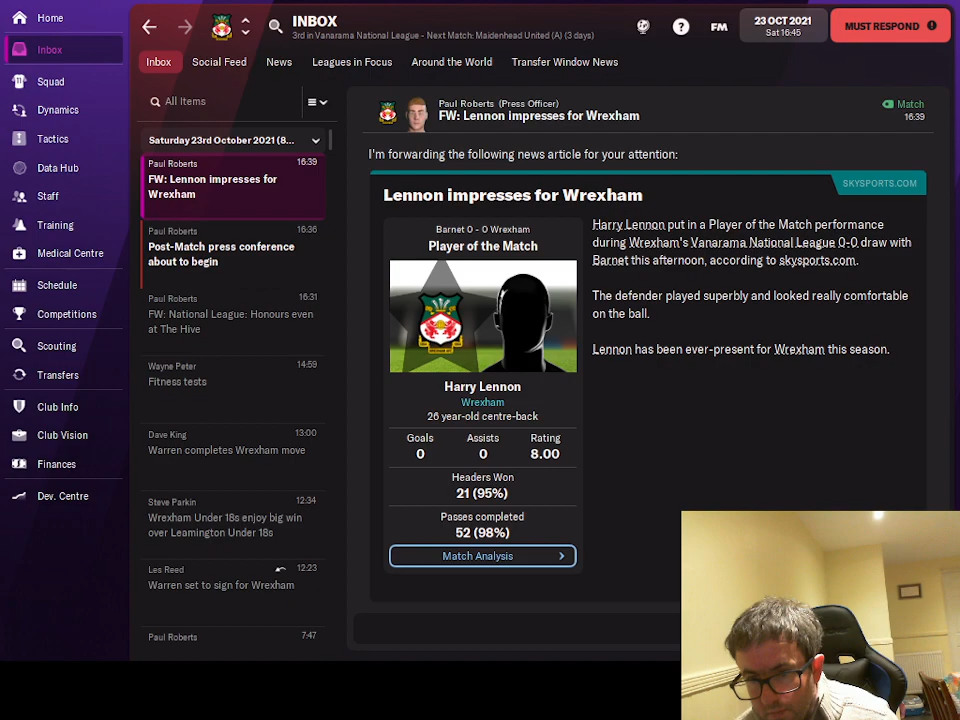 Home
Inbox
Squad
Dynamics
Tactics
Data Hub
Staff
Training
Medical Centre
Schedule
Competitions
Scouting
Transfers
Club Info
Club Vision
Finances
Dev. Centre
INBOX
3rd in Vanarama National League - Next Match: Maidenhead United (A) (3 days)
FM
23 OCT 2021
Sat 16:45
MUST RESPOND
Inbox
Social Feed
News
Leagues in Focus
Around the World
Transfer Window News
All Items
Saturday 23rd October 2021 (8...
Paul Roberts 16:39
FW: Lennon impresses for
Wrexham
Paul Roberts 16:36
Post-Match press conference
about to begin
Paul Roberts 16:31
FW: National League: Honours even
at The Hive
Wayne Peter 14:59
Fitness tests
Dave King 13:00
Warren completes Wrexham move
Steve Parkin 12:34
Wrexham Under 18s enjoy big win
over Leamington Under 18s
Les Reed 12:23
Warren set to sign for Wrexham
Paul Roberts 7:47
Paul Roberts (Press Officer)
FW: Lennon impresses for Wrexham
Match
16:39
I'm forwarding the following news article for your attention:
SKYSPORTS.COM
Lennon impresses for Wrexham
Barnet 0 - 0 Wrexham
Player of the Match
Harry Lennon
Wrexham
26 year-old centre-back
Goals Assists Rating
0 0 8.00
Headers Won
21 (95%)
Passes completed
52 (98%)
Match Analysis
Harry Lennon put in a Player of the Match performance
during Wrexham's Vanarama National League 0-0 draw with
Barnet this afternoon, according to skysports.com.
The defender played superbly and looked really comfortable
on the ball.
Lennon has been ever-present for Wrexham this season.